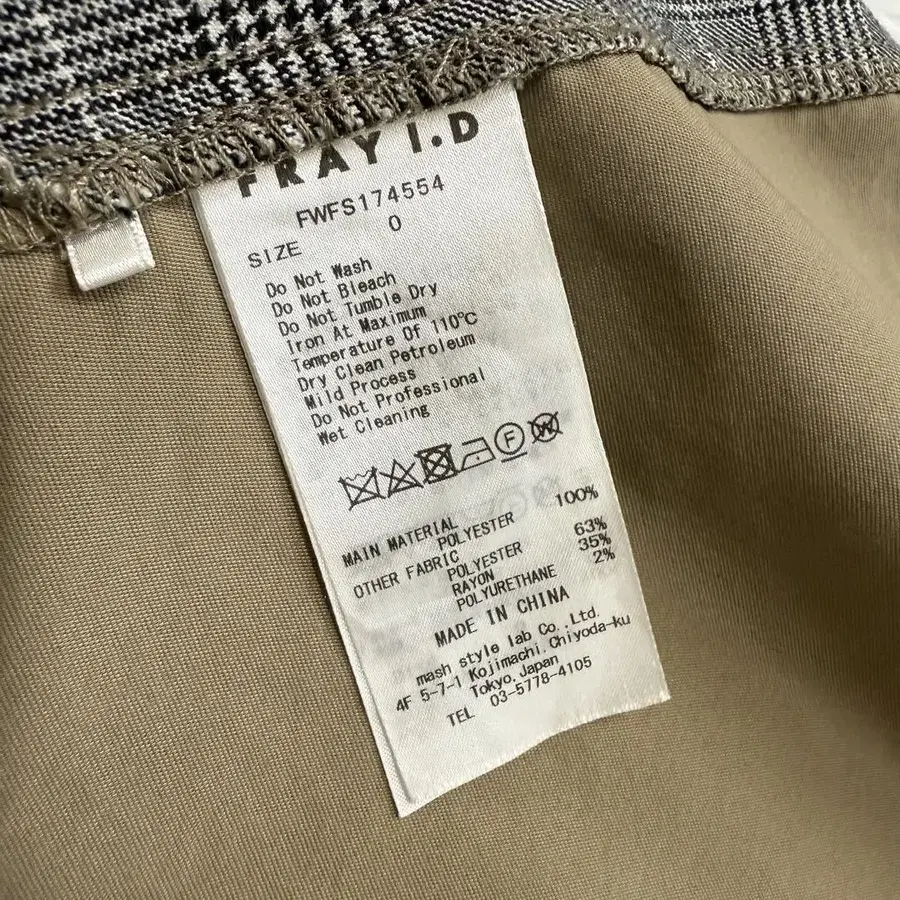 FRAY I.D
FWFS174554
SIZE 0
Do Not Wash
Do Not Bleach
Do Not Tumble Dry
Iron At Maximum
Temperature Of 110℃
Dry Clean Petroleum
Mild Process
Do Not Professional
Wet Cleaning
F W
MAIN MATERIAL
POLYESTER 100%
OTHER FABRIC
POLYESTER 63%
RAYON 35%
POLYURETHANE 2%
MADE IN CHINA
mash style lab Co.,Ltd.
4F 5-7-1 Kojimachi,Chiyoda-ku
Tokyo,Japan
TEL 03-5778-4105